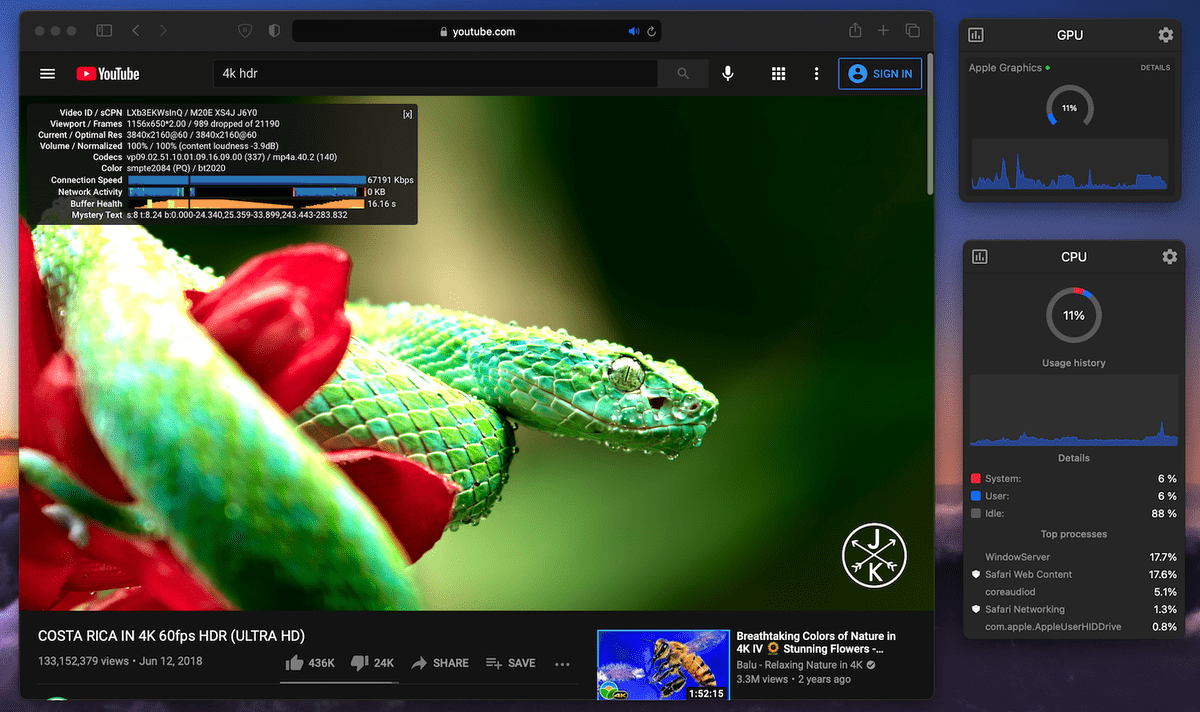 youtube.com
YouTube
4k hdr
SIGN IN
Video ID / sCPN LXb3EKWsInQ / M20E XS4J J6Y0
[x]
Viewport / Frames 1156x650*2.00 / 989 dropped of 21190
Current / Optimal Res 3840x2160@60 / 3840x2160@60
Volume / Normalized 100% / 100% (content loudness -3.9dB)
Codecs vp09.02.51.10.01.09.16.09.00 (337) / mp4a.40.2 (140)
Color smpte2084 (PQ) / bt2020
Connection Speed 67191 Kbps
Network Activity 0 KB
Buffer Health 16.16 s
Mystery Text s:8 t:8.24 b:0.000-24.340,25.359-33.899,243.443-283.832
J
K
COSTA RICA IN 4K 60fps HDR (ULTRA HD)
133,152,379 views • Jun 12, 2018
436K
24K
SHARE
SAVE
Breathtaking Colors of Nature in
4K IV 🌻 Stunning Flowers -...
Balu - Relaxing Nature in 4K
3.3M views • 2 years ago
4K
1:52:15
GPU
Apple Graphics
DETAILS
11%
CPU
11%
Usage history
Details
System: 6 %
User: 6 %
Idle: 88 %
Top processes
WindowServer 17.7%
Safari Web Content 17.6%
coreaudiod 5.1%
Safari Networking 1.3%
com.apple.AppleUserHIDDrive 0.8%